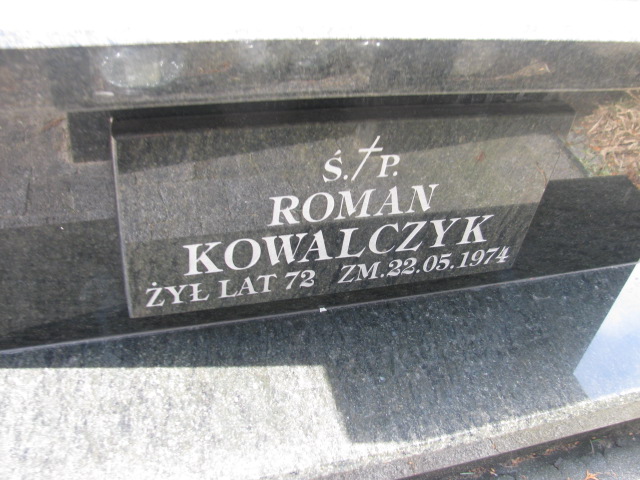 Ś.†P.
ROMAN
KOWALCZYK
ŻYŁ LAT 72 ZM.22.05.1974